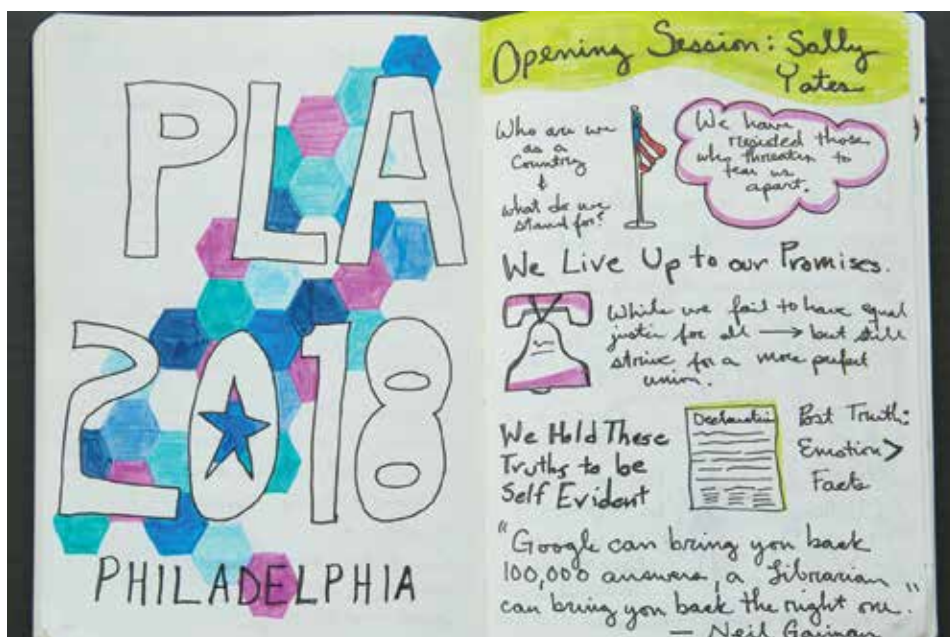 PLA
2018
PHILADELPHIA
Opening Session: Sally
Yates
Who are we
as a
Country
&
what do we
stand for?
We have
rejected those
who threaten to
tear us
apart.
We Live Up to our Promises.
While we fail to have equal
justice for all → but still
strive for a more perfect
union.
We Hold These
Truths to be
Self Evident
Declaration
Post Truth:
Emotion >
Facts
"Google can bring you back
100,000 answers, a librarian
can bring you back the right one."
— Neil Gaiman